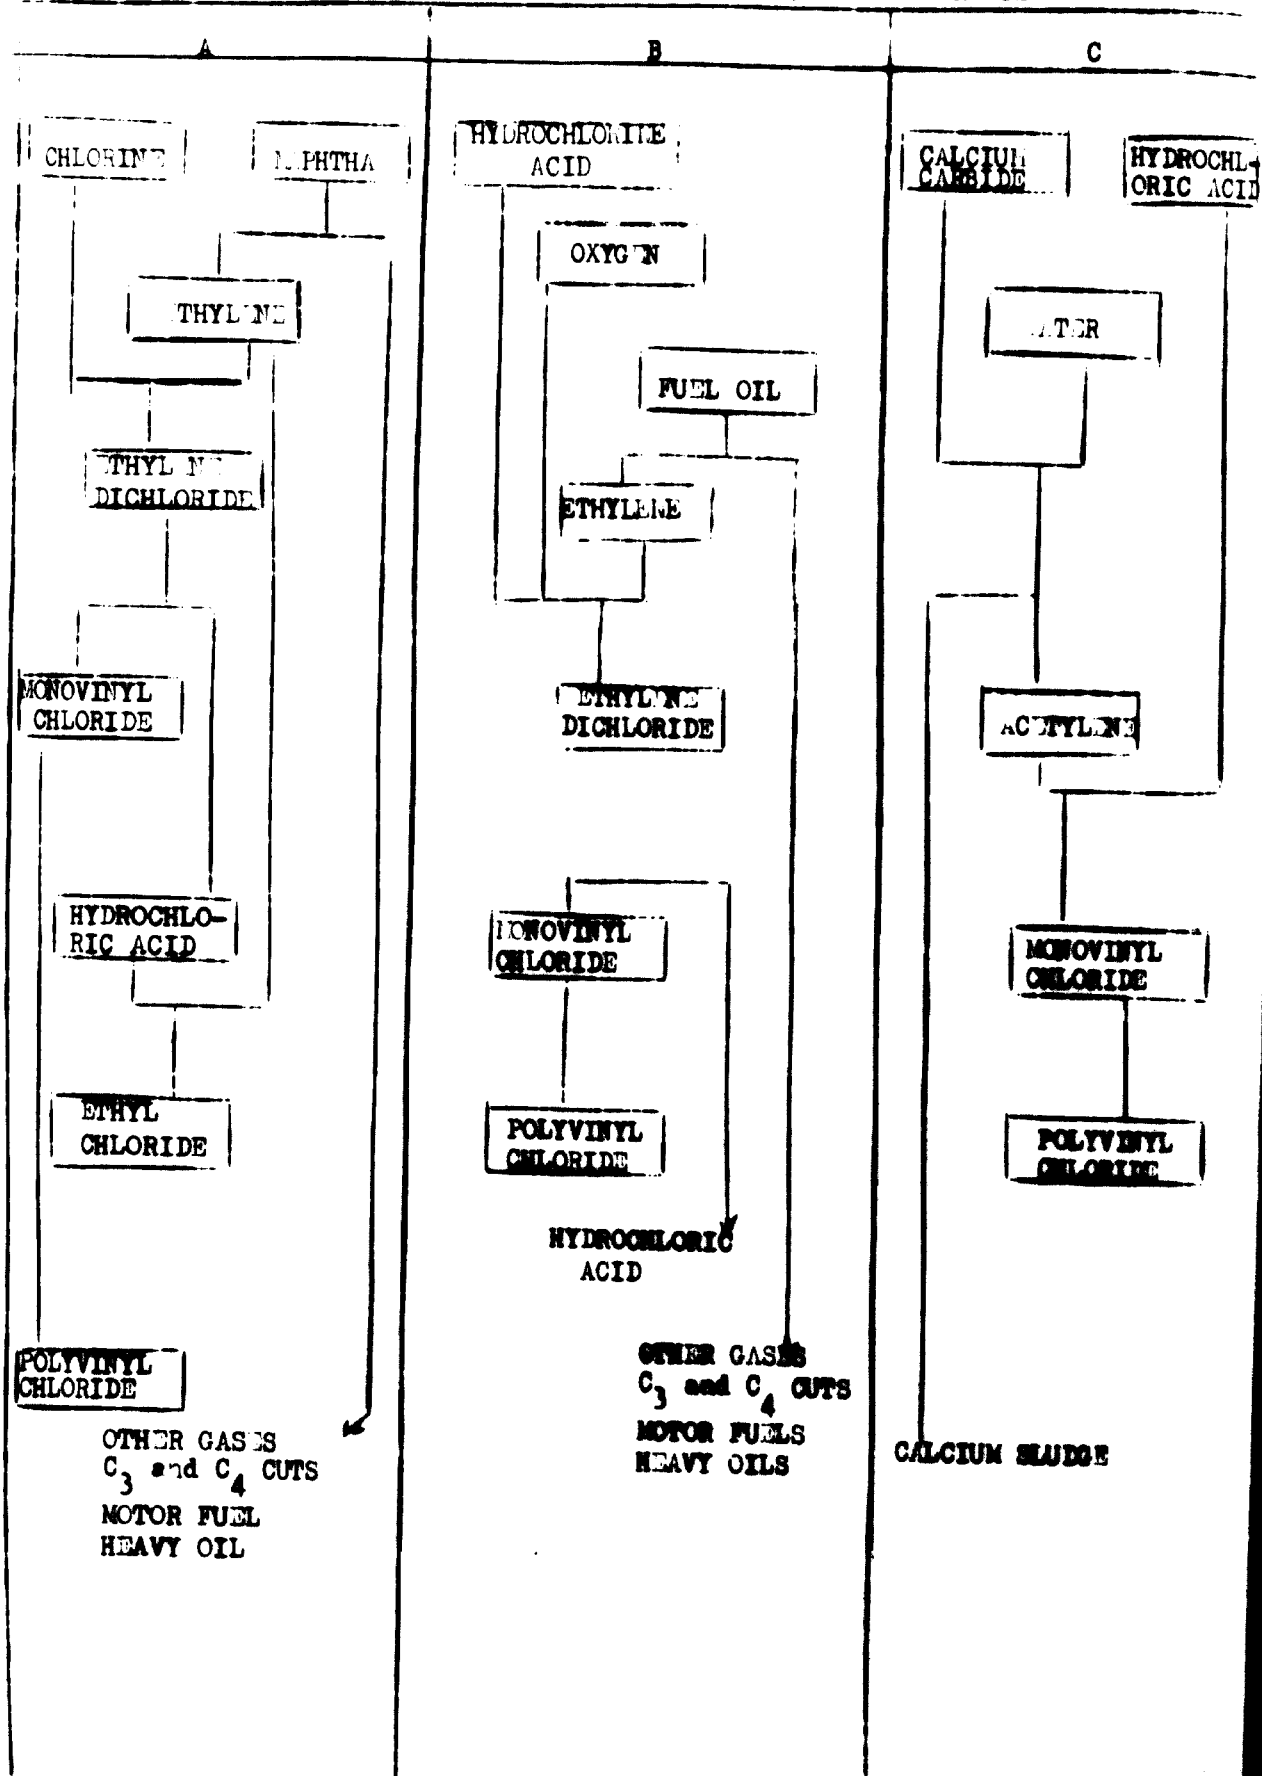 A
CHLORINE
NAPHTHA
ETHYLENE
ETHYLENE
DICHLORIDE
MONOVINYL
CHLORIDE
HYDROCHLO-
RIC ACID
ETHYL
CHLORIDE
POLYVINYL
CHLORIDE
OTHER GASES
C3 and C4 CUTS
MOTOR FUEL
HEAVY OIL
B
HYDROCHLORINE
ACID
OXYGEN
FUEL OIL
ETHYLENE
ETHYLENE
DICHLORIDE
MONOVINYL
CHLORIDE
POLYVINYL
CHLORIDE
HYDROCHLORIC
ACID
OTHER GASES
C3 and C4 CUTS
MOTOR FUELS
HEAVY OILS
C
CALCIUM
CARBIDE
HYDROCHL-
ORIC ACID
WATER
ACETYLENE
MONOVINYL
CHLORIDE
POLYVINYL
CHLORIDE
CALCIUM SLUDGE